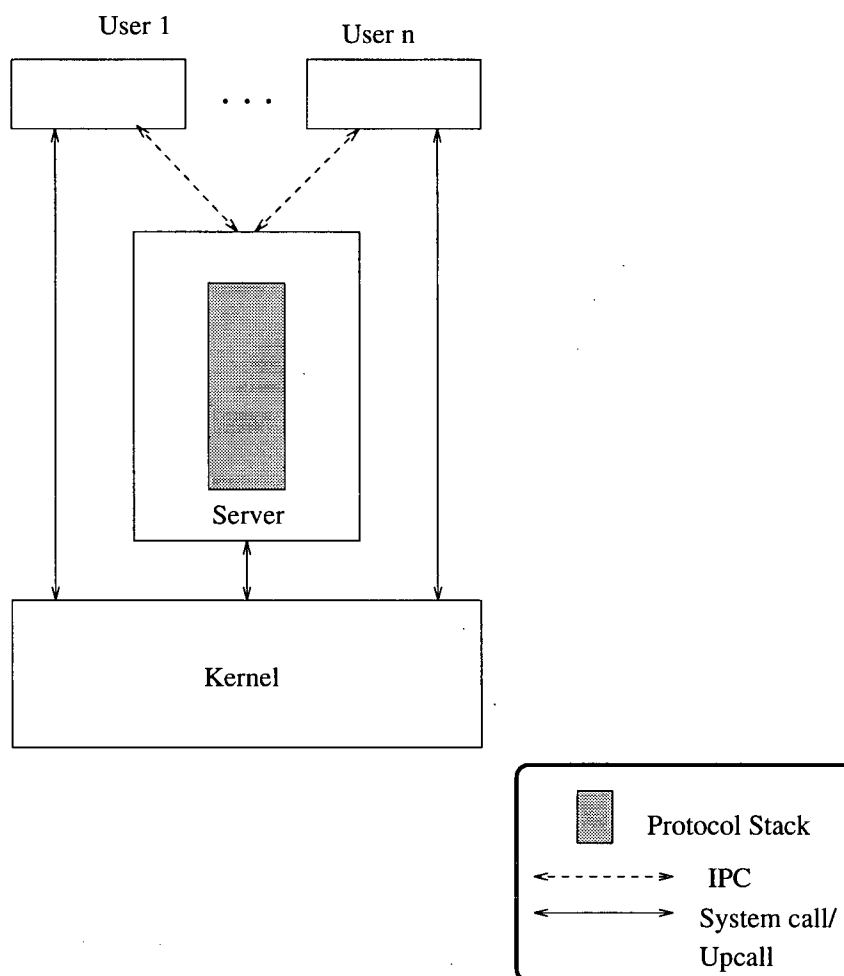 User 1
User n
. . .
Server
Kernel
Protocol Stack
IPC
System call/
Upcall